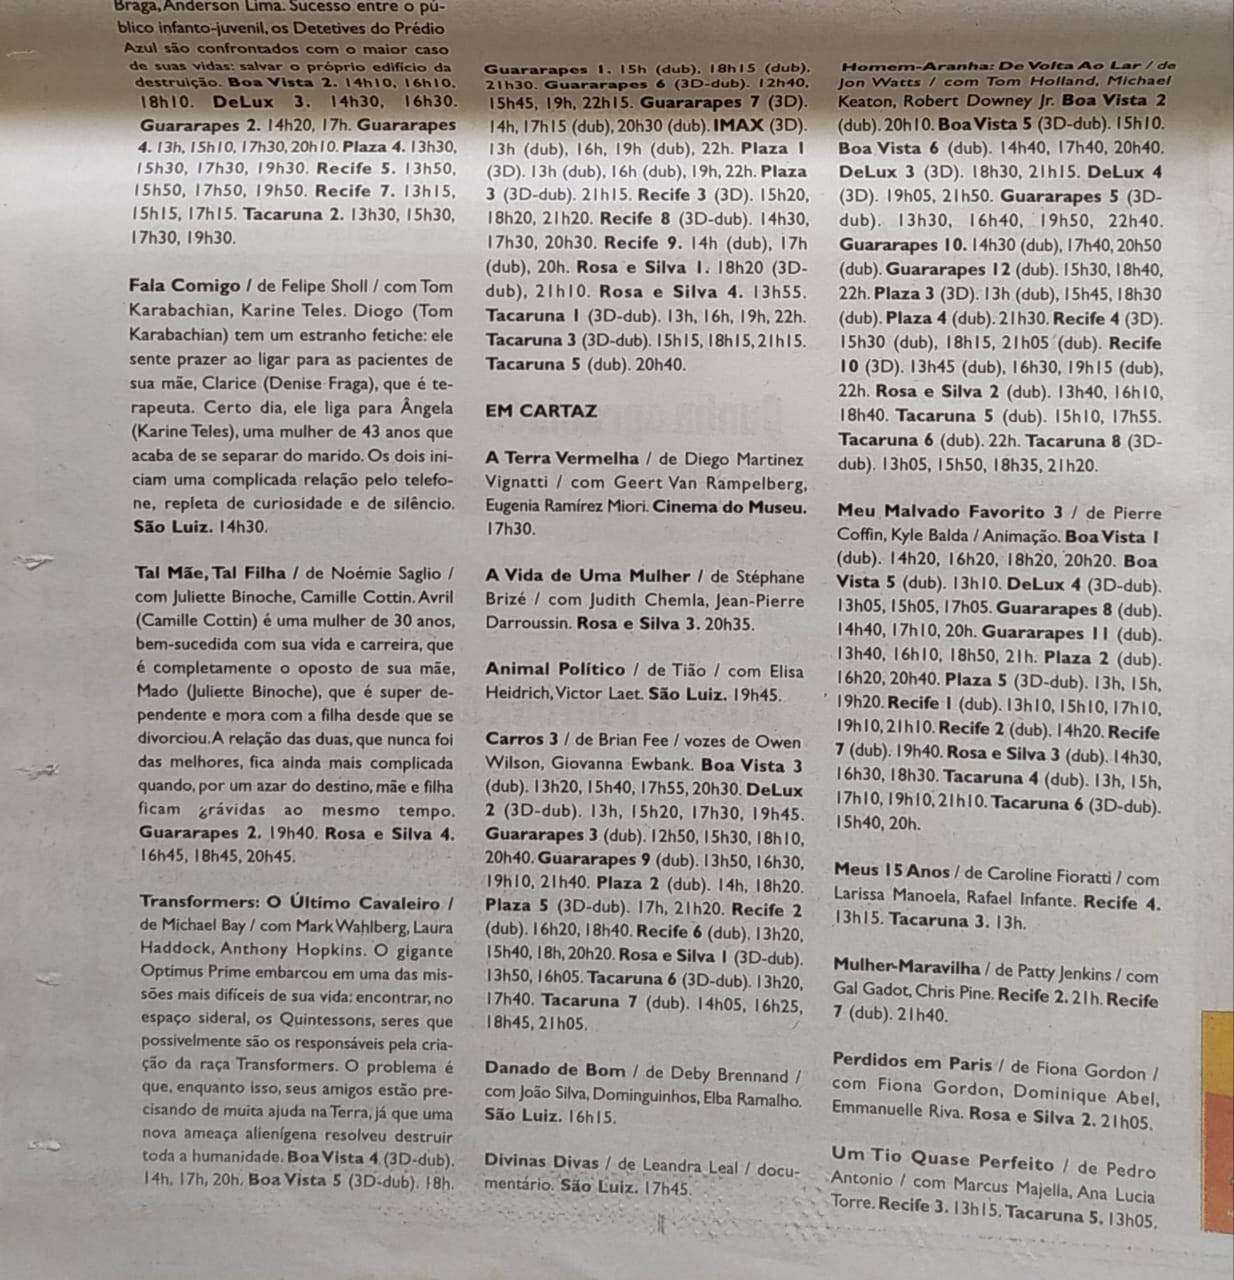 Braga, Anderson Lima. Sucesso entre o pú-
blico infanto-juvenil, os Detetives do Prédio
Azul são confrontados com o maior caso
de suas vidas: salvar o próprio edifício da
destruição. Boa Vista 2. 14h10, 16h10,
18h10. DeLux 3. 14h30, 16h30.
Guararapes 2. 14h20, 17h. Guararapes
4. 13h, 15h10, 17h30, 20h10. Plaza 4. 13h30,
15h30, 17h30, 19h30. Recife 5. 13h50,
15h50, 17h50, 19h50. Recife 7. 13h15,
15h15, 17h15. Tacaruna 2. 13h30, 15h30,
17h30, 19h30.
Fala Comigo / de Felipe Sholl / com Tom
Karabachian, Karine Teles. Diogo (Tom
Karabachian) tem um estranho fetiche: ele
sente prazer ao ligar para as pacientes de
sua mãe, Clarice (Denise Fraga), que é te-
rapeuta. Certo dia, ele liga para Ângela
(Karine Teles), uma mulher de 43 anos que
acaba de se separar do marido. Os dois ini-
ciam uma complicada relação pelo telefo-
ne, repleta de curiosidade e de silêncio.
São Luiz. 14h30.
Tal Mãe, Tal Filha / de Noémie Saglio /
com Juliette Binoche, Camille Cottin. Avril
(Camille Cottin) é uma mulher de 30 anos,
bem-sucedida com sua vida e carreira, que
é completamente o oposto de sua mãe,
Mado (Juliette Binoche), que é super de-
pendente e mora com a filha desde que se
divorciou. A relação das duas, que nunca foi
das melhores, fica ainda mais complicada
quando, por um azar do destino, mãe e filha
ficam grávidas ao mesmo tempo.
Guararapes 2. 19h40. Rosa e Silva 4.
16h45, 18h45, 20h45.
Transformers: O Último Cavaleiro /
de Michael Bay / com Mark Wahlberg, Laura
Haddock, Anthony Hopkins. O gigante
Optimus Prime embarcou em uma das mis-
sões mais difíceis de sua vida: encontrar, no
espaço sideral, os Quintessons, seres que
possivelmente são os responsáveis pela cria-
ção da raça Transformers. O problema é
que, enquanto isso, seus amigos estão pre-
cisando de muita ajuda na Terra, já que uma
nova ameaça alienígena resolveu destruir
toda a humanidade. Boa Vista 4 (3D-dub).
14h, 17h, 20h. Boa Vista 5 (3D-dub). 18h.
Guararapes 1. 15h (dub), 18h15 (dub).
21h30. Guararapes 6 (3D-dub). 12h40,
15h45, 19h, 22h15. Guararapes 7 (3D).
14h, 17h15 (dub), 20h30 (dub). IMAX (3D).
13h (dub), 16h, 19h (dub), 22h. Plaza 1
(3D). 13h (dub), 16h (dub), 19h, 22h. Plaza
3 (3D-dub). 21h15. Recife 3 (3D). 15h20,
18h20, 21h20. Recife 8 (3D-dub). 14h30,
17h30, 20h30. Recife 9. 14h (dub), 17h
(dub), 20h. Rosa e Silva 1. 18h20 (3D-
dub), 21h10. Rosa e Silva 4. 13h55.
Tacaruna 1 (3D-dub). 13h, 16h, 19h, 22h.
Tacaruna 3 (3D-dub). 15h15, 18h15, 21h15.
Tacaruna 5 (dub). 20h40.
EM CARTAZ
A Terra Vermelha / de Diego Martinez
Vignatti / com Geert Van Rampelberg,
Eugenia Ramírez Miori. Cinema do Museu.
17h30.
A Vida de Uma Mulher / de Stéphane
Brizé / com Judith Chemla, Jean-Pierre
Darroussin. Rosa e Silva 3. 20h35.
Animal Político / de Tião / com Elisa
Heidrich, Victor Laet. São Luiz. 19h45.
Carros 3 / de Brian Fee / vozes de Owen
Wilson, Giovanna Ewbank. Boa Vista 3
(dub). 13h20, 15h40, 17h55, 20h30. DeLux
2 (3D-dub). 13h, 15h20, 17h30, 19h45.
Guararapes 3 (dub). 12h50, 15h30, 18h10,
20h40. Guararapes 9 (dub). 13h50, 16h30,
19h10, 21h40. Plaza 2 (dub). 14h, 18h20.
Plaza 5 (3D-dub). 17h, 21h20. Recife 2
(dub). 16h20, 18h40. Recife 6 (dub). 13h20,
15h40, 18h, 20h20. Rosa e Silva 1 (3D-dub).
13h50, 16h05. Tacaruna 6 (3D-dub). 13h20,
17h40. Tacaruna 7 (dub). 14h05, 16h25,
18h45, 21h05.
Danado de Bom / de Deby Brennand /
com João Silva, Dominguinhos, Elba Ramalho.
São Luiz. 16h15.
Divinas Divas / de Leandra Leal / docu-
mentário. São Luiz. 17h45.
Homem-Aranha: De Volta Ao Lar / de
Jon Watts / com Tom Holland, Michael
Keaton, Robert Downey Jr. Boa Vista 2
(dub). 20h10. Boa Vista 5 (3D-dub). 15h10.
Boa Vista 6 (dub). 14h40, 17h40, 20h40.
DeLux 3 (3D). 18h30, 21h15. DeLux 4
(3D). 19h05, 21h50. Guararapes 5 (3D-
dub). 13h30, 16h40, 19h50, 22h40.
Guararapes 10. 14h30 (dub), 17h40, 20h50
(dub). Guararapes 12 (dub). 15h30, 18h40,
22h. Plaza 3 (3D). 13h (dub), 15h45, 18h30
(dub). Plaza 4 (dub). 21h30. Recife 4 (3D).
15h30 (dub), 18h15, 21h05 (dub). Recife
10 (3D). 13h45 (dub), 16h30, 19h15 (dub),
22h. Rosa e Silva 2 (dub). 13h40, 16h10,
18h40. Tacaruna 5 (dub). 15h10, 17h55.
Tacaruna 6 (dub). 22h. Tacaruna 8 (3D-
dub). 13h05, 15h50, 18h35, 21h20.
Meu Malvado Favorito 3 / de Pierre
Coffin, Kyle Balda / Animação. Boa Vista 1
(dub). 14h20, 16h20, 18h20, 20h20. Boa
Vista 5 (dub). 13h10. DeLux 4 (3D-dub).
13h05, 15h05, 17h05. Guararapes 8 (dub).
14h40, 17h10, 20h. Guararapes 11 (dub).
13h40, 16h10, 18h50, 21h. Plaza 2 (dub).
16h20, 20h40. Plaza 5 (3D-dub). 13h, 15h,
19h20. Recife 1 (dub). 13h10, 15h10, 17h10,
19h10, 21h10. Recife 2 (dub). 14h20. Recife
7 (dub). 19h40. Rosa e Silva 3 (dub). 14h30,
16h30, 18h30. Tacaruna 4 (dub). 13h, 15h,
17h10, 19h10, 21h10. Tacaruna 6 (3D-dub).
15h40, 20h.
Meus 15 Anos / de Caroline Fioratti / com
Larissa Manoela, Rafael Infante. Recife 4.
13h15. Tacaruna 3. 13h.
Mulher-Maravilha / de Patty Jenkins / com
Gal Gadot, Chris Pine. Recife 2. 21h. Recife
7 (dub). 21h40.
Perdidos em Paris / de Fiona Gordon /
com Fiona Gordon, Dominique Abel,
Emmanuelle Riva. Rosa e Silva 2. 21h05.
Um Tio Quase Perfeito / de Pedro
Antonio / com Marcus Majella, Ana Lucia
Torre. Recife 3. 13h15. Tacaruna 5. 13h05.